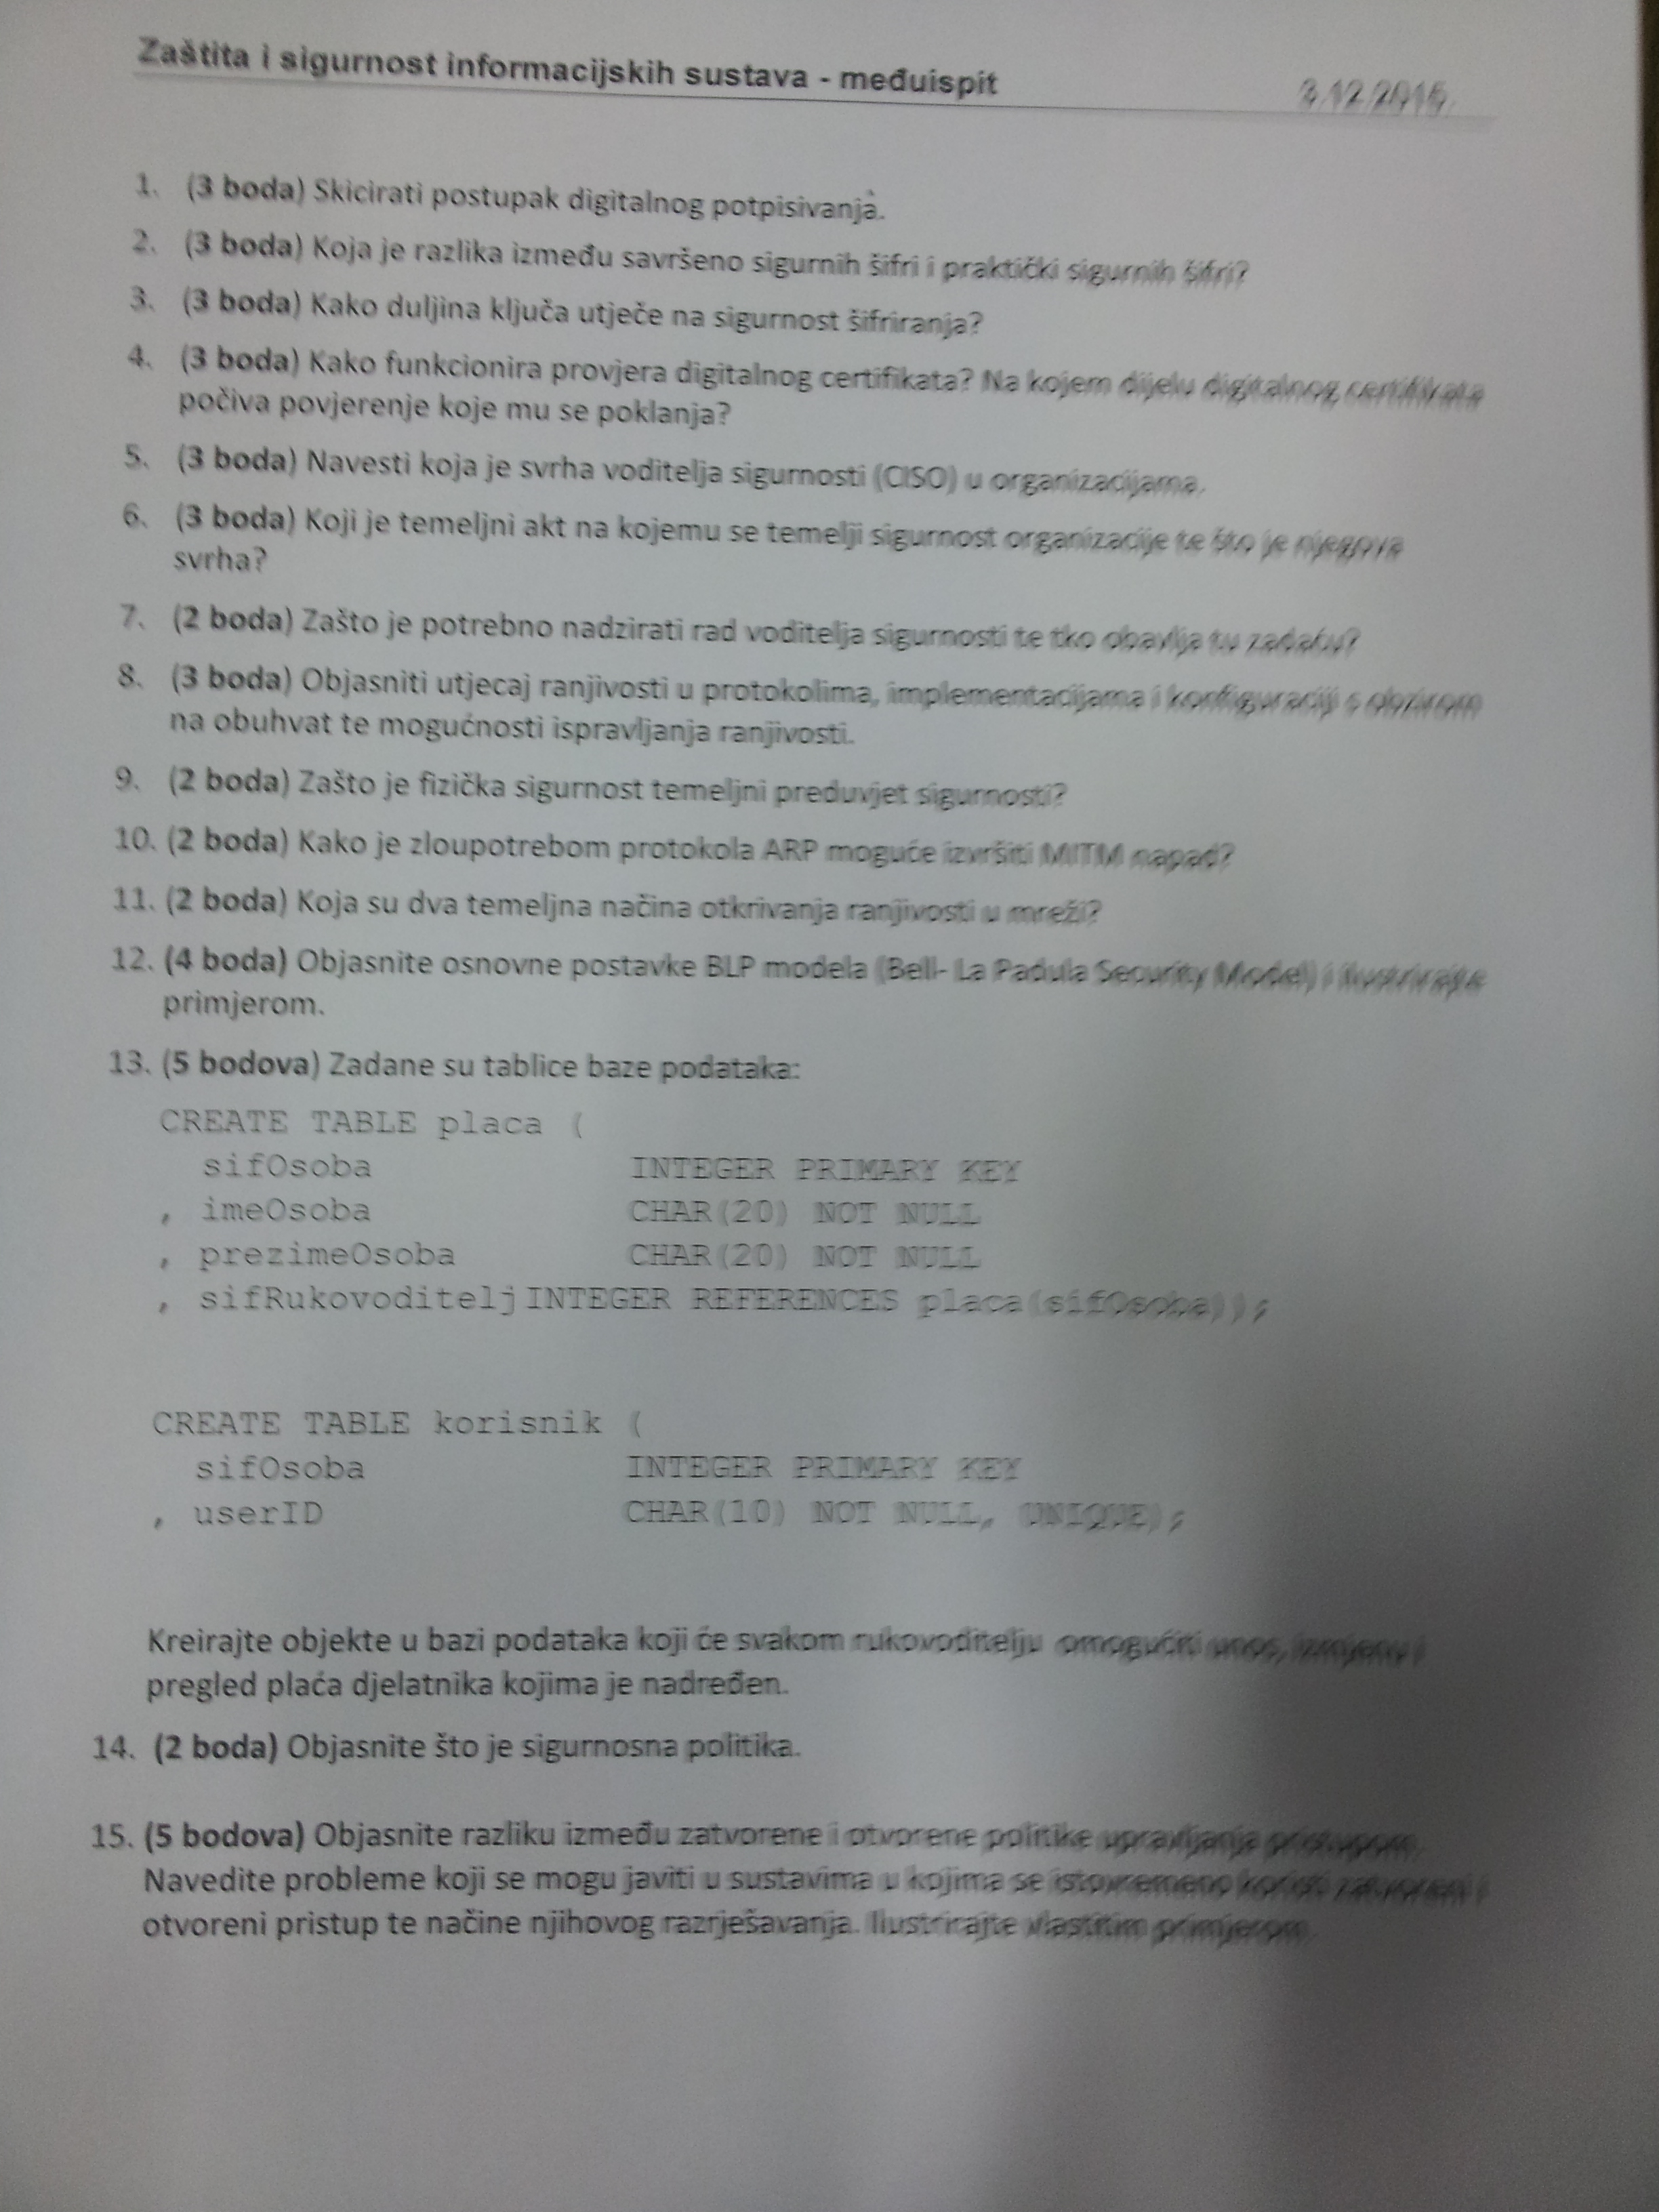 Zaštita i sigurnost informacijskih sustava - međuispit
1. (3 boda) Skicirati postupak digitalnog potpisivanja.
2. (3 boda) Koja je razlika između savršeno sigurnih šifri i praktički sigurnih šifri?
3. (3 boda) Kako duljina ključa utječe na sigurnost šifriranja?
4. (3 boda) Kako funkcionira provjera digitalnog certifikata? Na kojem dijelu digitalnog certifikata
počiva povjerenje koje mu se poklanja?
5. (3 boda) Navesti koja je svrha voditelja sigurnosti (CISO) u organizacijama.
6. (3 boda) Koji je temeljni akt na kojemu se temelji sigurnost organizacije te što je njegova
svrha?
7. (2 boda) Zašto je potrebno nadzirati rad voditelja sigurnosti te tko obavlja tu zadaću?
8. (3 boda) Objasniti utjecaj ranjivosti u protokolima, implementacijama i konfiguraciji s obzirom
na obuhvat te mogućnosti ispravljanja ranjivosti.
9. (2 boda) Zašto je fizička sigurnost temeljni preduvjet sigurnosti?
10. (2 boda) Kako je zloupotrebom protokola ARP moguće izvršiti MITM napad?
11. (2 boda) Koja su dva temeljna načina otkrivanja ranjivosti u mreži?
12. (4 boda) Objasnite osnovne postavke BLP modela (Bell- La Padula Security Model) i ilustrirajte
primjerom.
13. (5 bodova) Zadane su tablice baze podataka:
CREATE TABLE placa (
sifOsoba INTEGER PRIMARY KEY
, imeOsoba CHAR(20) NOT NULL
, prezimeOsoba CHAR(20) NOT NULL
, sifRukovoditelj INTEGER REFERENCES placa(sifOsoba));
CREATE TABLE korisnik (
sifOsoba INTEGER PRIMARY KEY
, userID CHAR(10) NOT NULL, UNIQUE);
Kreirajte objekte u bazi podataka koji će svakom rukovoditelju omogućiti unos, izmjenu i
pregled plaća djelatnika kojima je nadređen.
14. (2 boda) Objasnite što je sigurnosna politika.
15. (5 bodova) Objasnite razliku između zatvorene i otvorene politike upravljanja pristupom.
Navedite probleme koji se mogu javiti u sustavima u kojima se istovremeno koristi zatvoreni i
otvoreni pristup te načine njihovog razrješavanja. Ilustrirajte vlastitim primjerom.